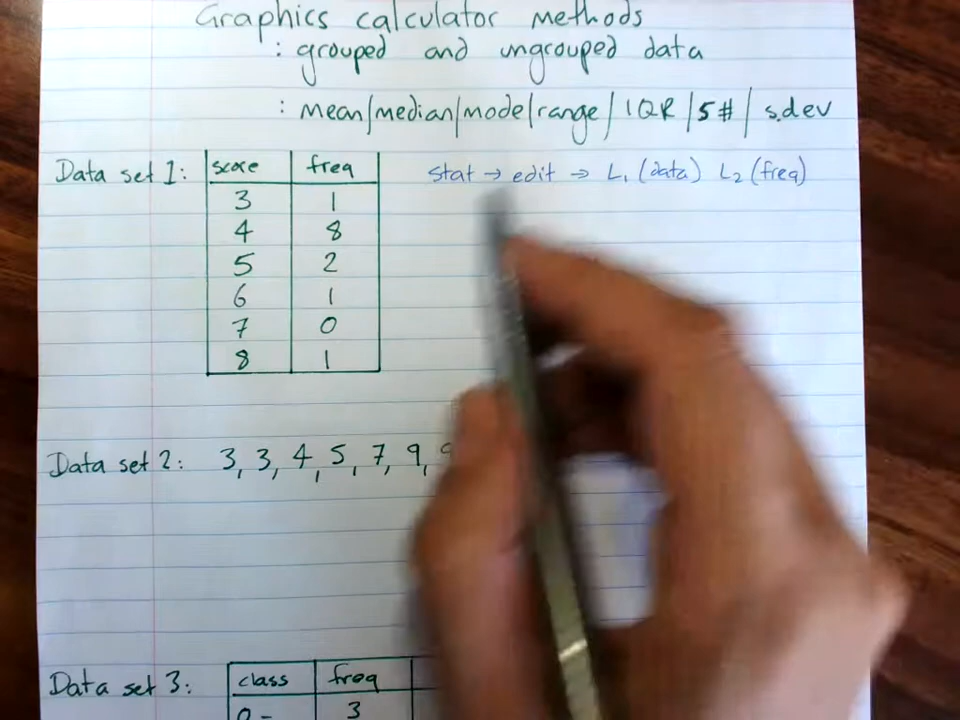 Graphics calculator methods
: grouped and ungrouped data
: mean/median/mode/range/IQR/5#/s.dev
Data set 1: score freq stat → edit → L₁ (data) L₂ (freq)
3 1
4 8
5 2
6 1
7 0
8 1
Data set 2: 3, 3, 4, 5, 7, 9,
Data set 3: class freq
0- 3